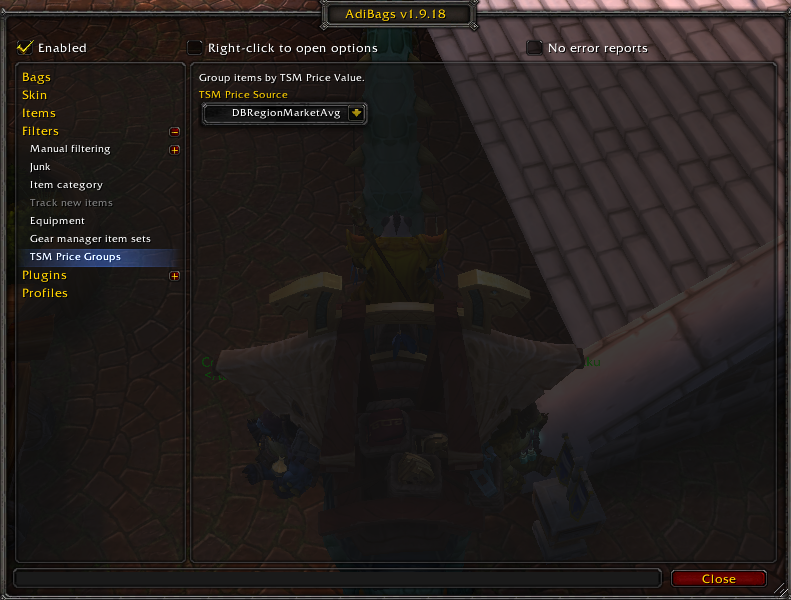 AdiBags v1.9.18
Enabled
Right-click to open options
No error reports
Bags
Skin
Items
Filters
Manual filtering
Junk
Item category
Track new items
Equipment
Gear manager item sets
TSM Price Groups
Plugins
Profiles
Group items by TSM Price Value.
TSM Price Source
DBRegionMarketAvg
Close